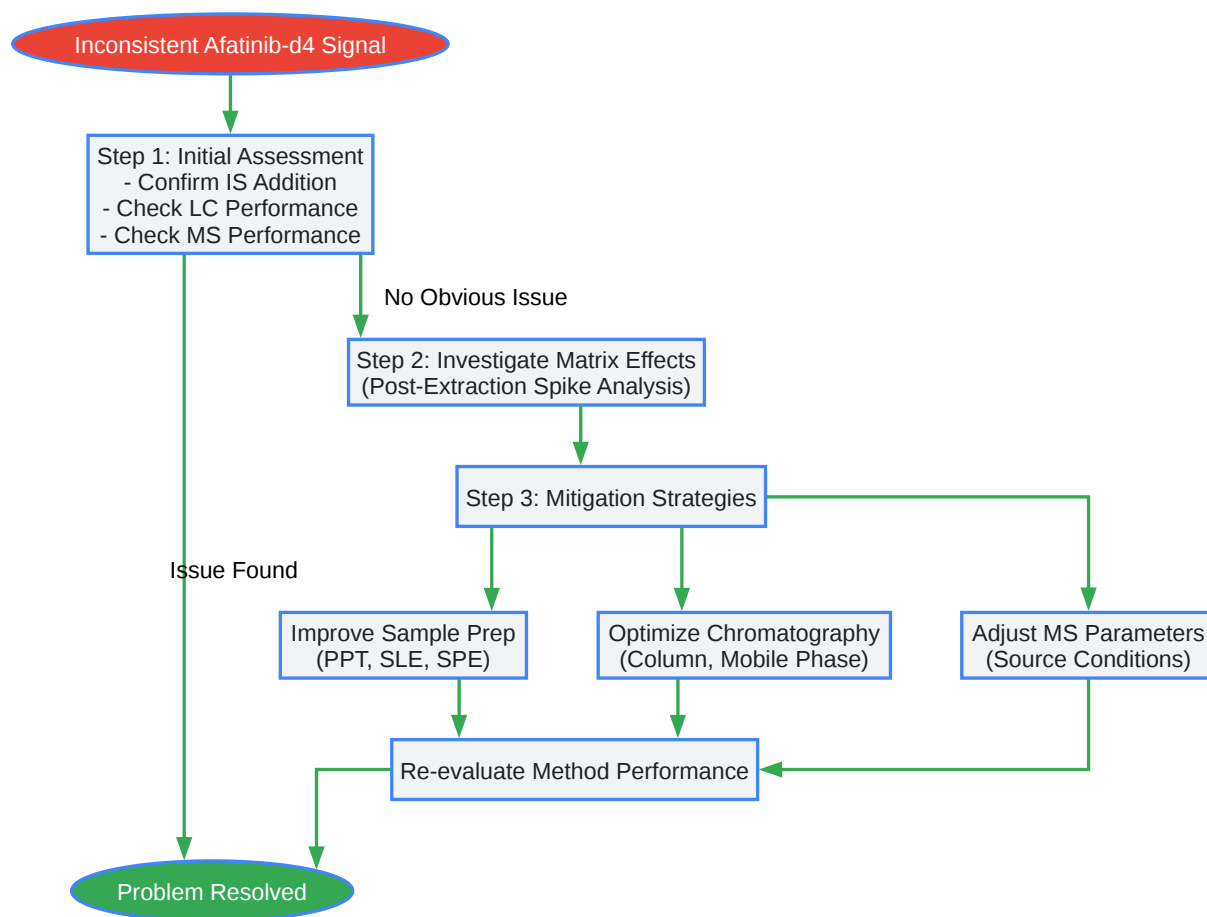 Inconsistent Afatinib-d4 Signal
Step 1: Initial Assessment
- Confirm IS Addition
- Check LC Performance
- Check MS Performance
No Obvious Issue
Step 2: Investigate Matrix Effects
(Post-Extraction Spike Analysis)
Step 3: Mitigation Strategies
Issue Found
Improve Sample Prep
(PPT, SLE, SPE)
Optimize Chromatography
(Column, Mobile Phase)
Adjust MS Parameters
(Source Conditions)
Re-evaluate Method Performance
Problem Resolved